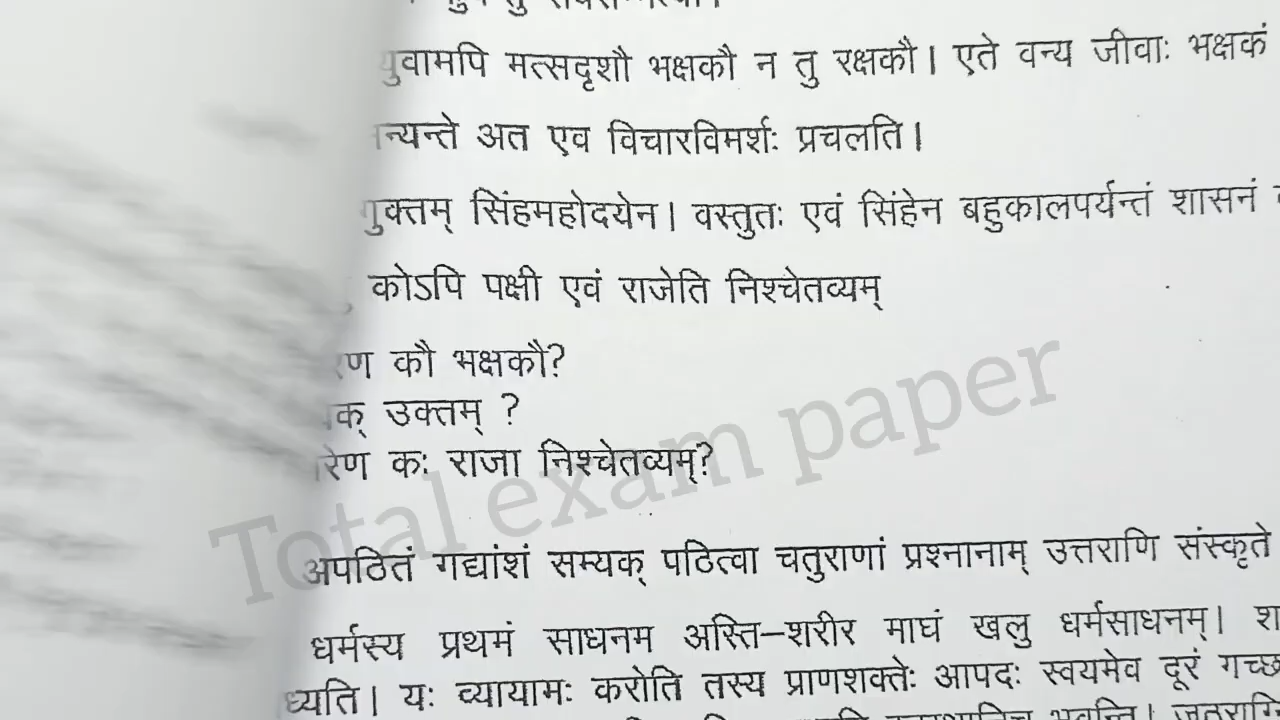 युवामपि मत्सदृशौ भक्षकौ न तु रक्षकौ। एते वन्य जीवाः भक्षकं
न्यन्ते अत एव विचारविमर्शः प्रचलति।
गुक्तम् सिंहमहोदयेन। वस्तुतः एवं सिंहेन बहुकालपर्यन्तं शासनं
कोऽपि पक्षी एवं राजेति निश्चेतव्यम्
रण कौ भक्षकौ?
क् उक्तम् ?
रेण कः राजा निश्चेतव्यम्?
Total exam paper
अपठितं गद्यांशं सम्यक् पठित्वा चतुराणां प्रश्नानाम् उत्तराणि संस्कृते
धर्मस्य प्रथमं साधनम अस्ति–शरीर माघं खलु धर्मसाधनम्। श
ध्यति। यः व्यायामः करोति तस्य प्राणशक्तेः आपदः स्वयमेव दूरं गच्छ